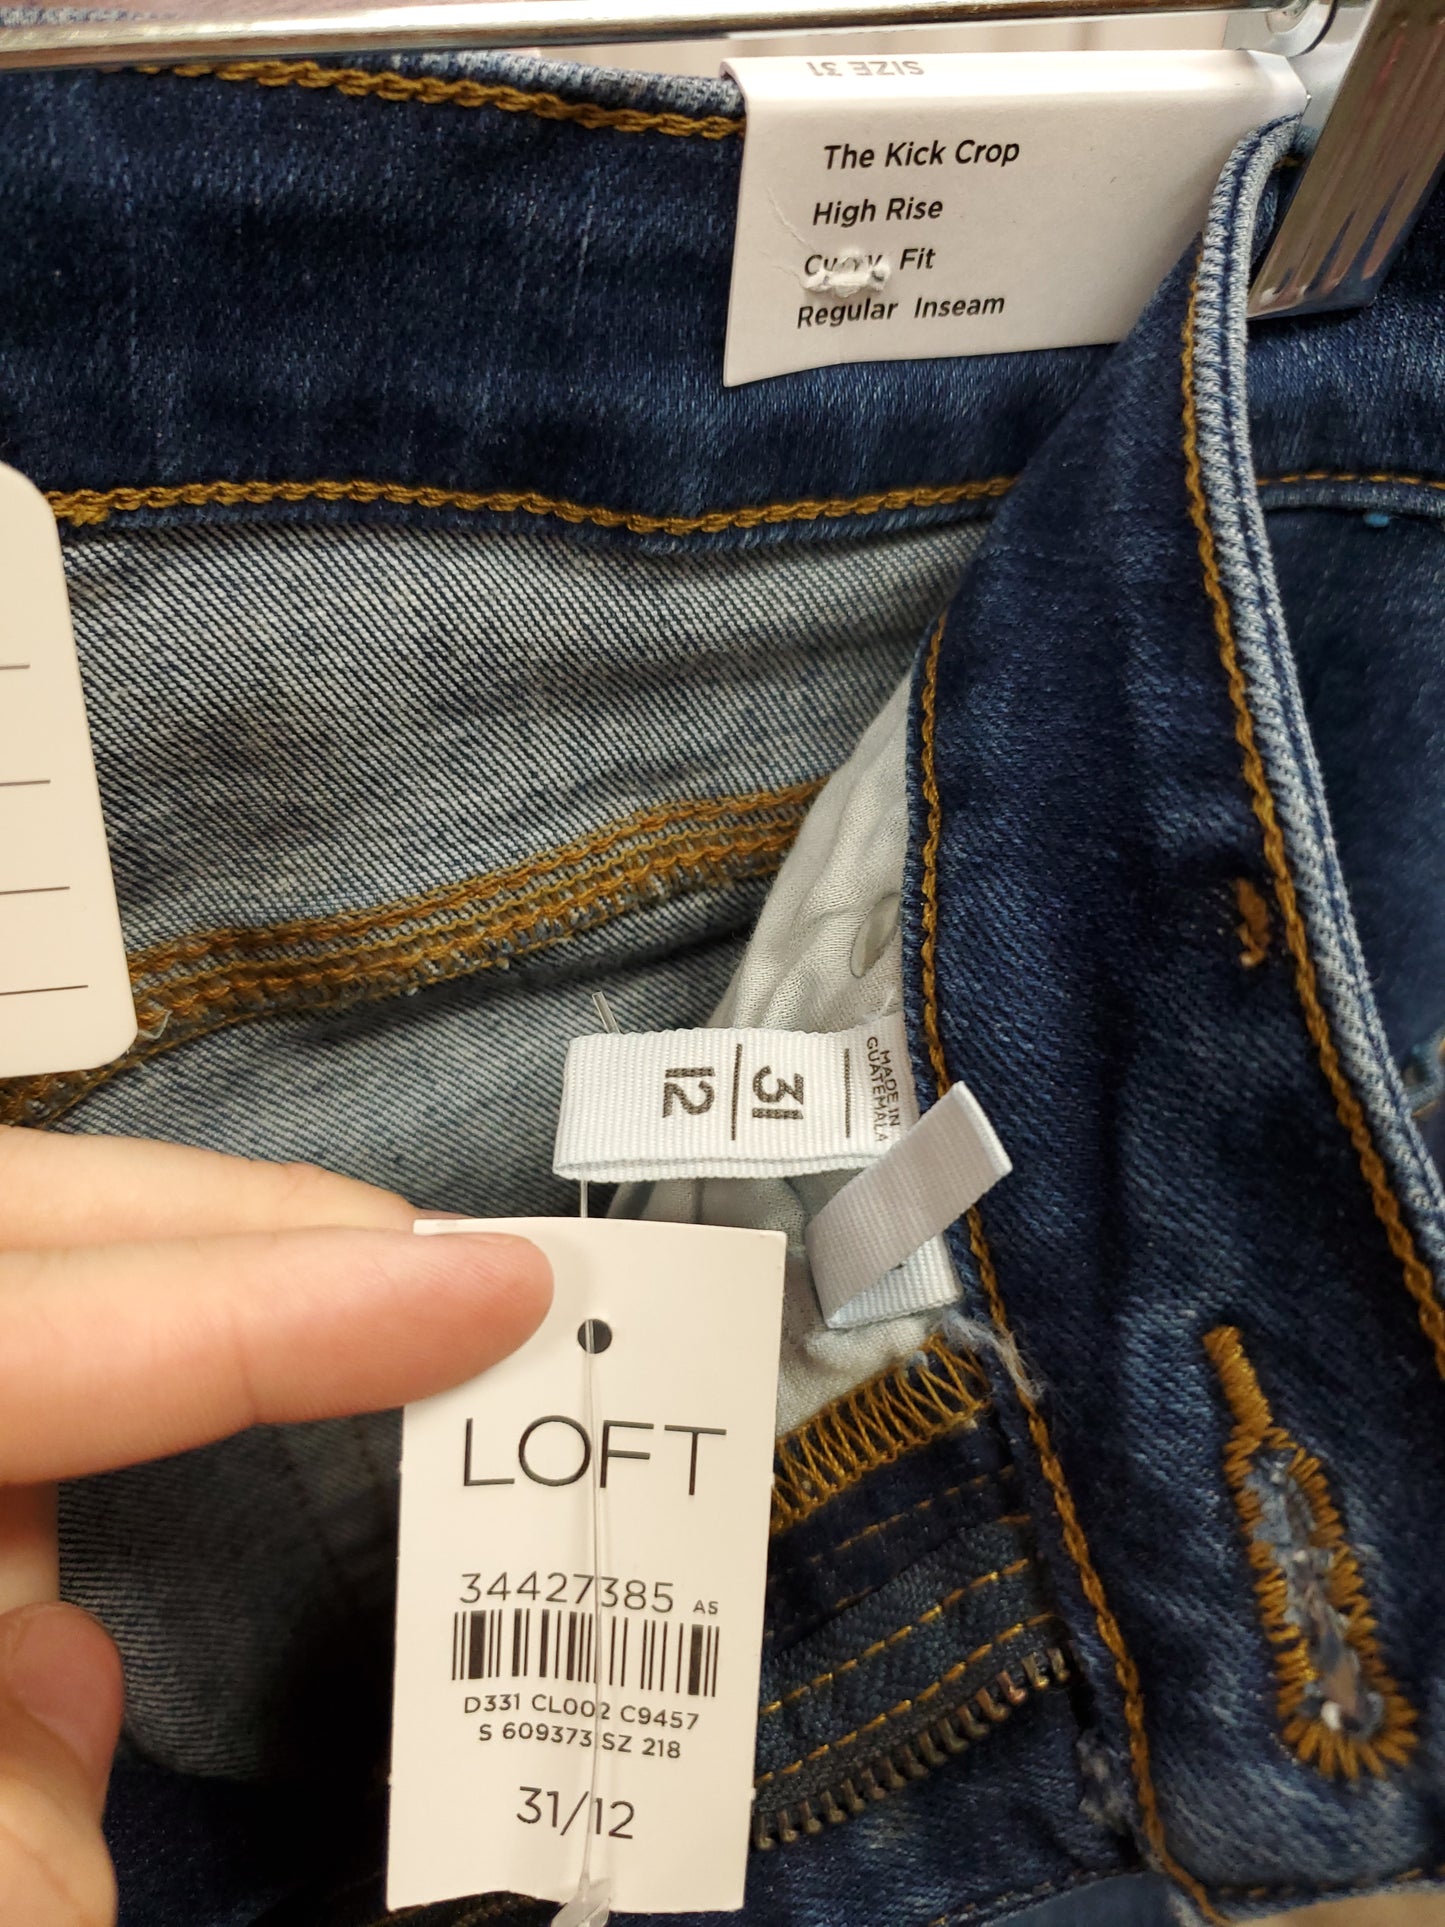 SIZE 31
The Kick Crop
High Rise
Curvy Fit
Regular Inseam
MADE IN
GUATEMALA
31
12
LOFT
34427385 AS
D331 CL002 C9457
S 609373 SZ 218
31/12